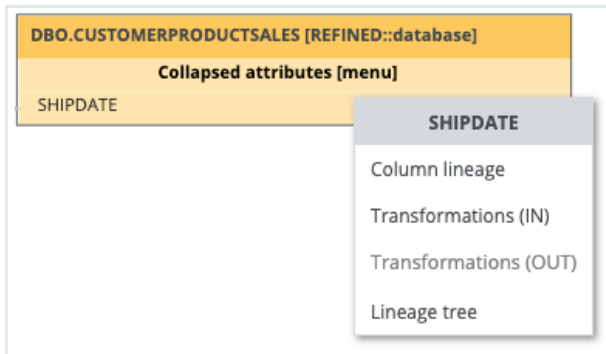 DBO.CUSTOMERPRODUCTSALES [REFINED::database]
Collapsed attributes [menu]
SHIPDATE
SHIPDATE
Column lineage
Transformations (IN)
Transformations (OUT)
Lineage tree